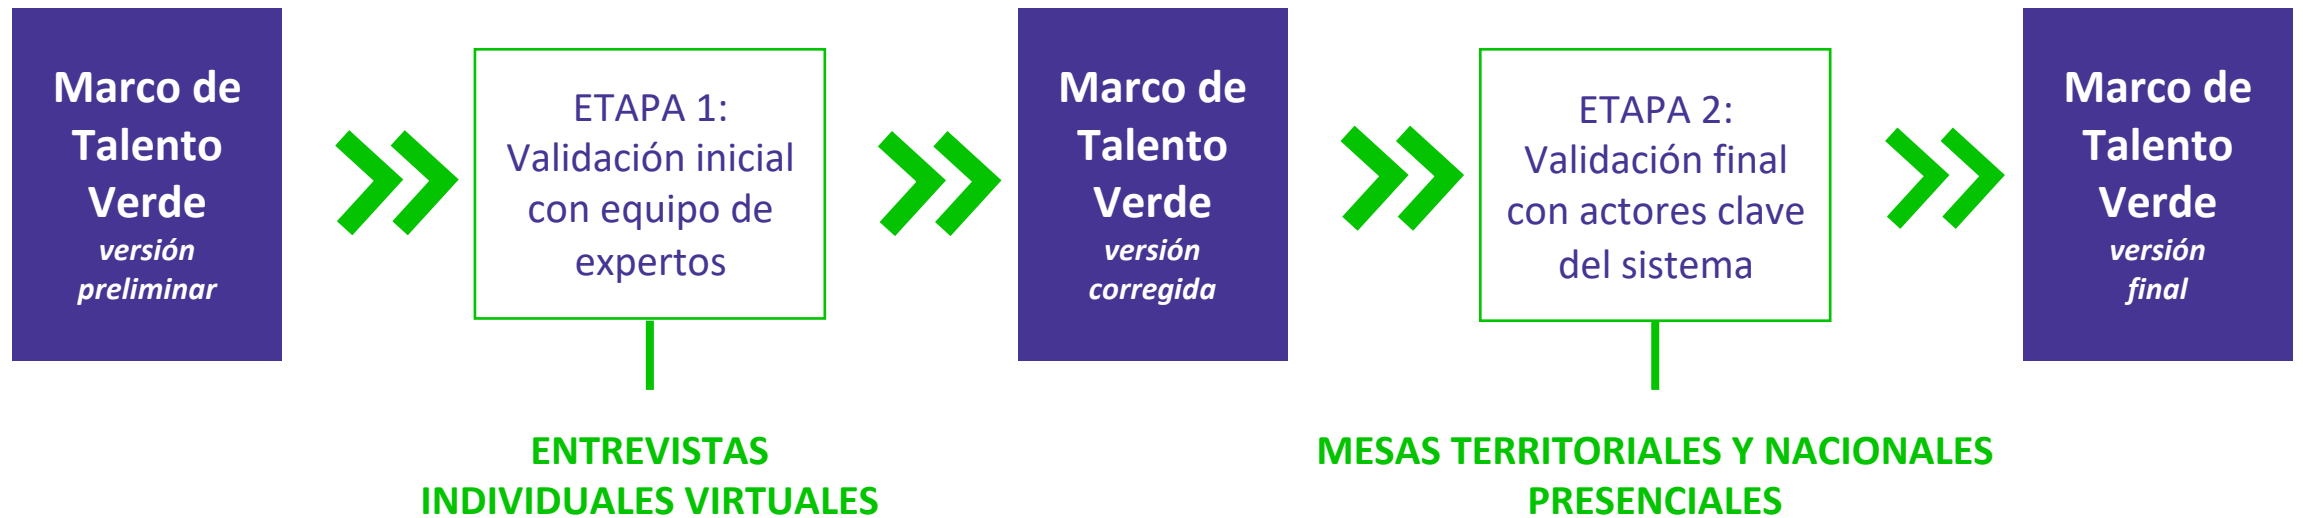 Marco de
Talento
Verde
versión
preliminar
ETAPA 1:
Validación inicial
con equipo de
expertos
ENTREVISTAS
INDIVIDUALES VIRTUALES
Marco de
Talento
Verde
versión
corregida
ETAPA 2:
Validación final
con actores clave
del sistema
MESAS TERRITORIALES Y NACIONALES
PRESENCIALES
Marco de
Talento
Verde
versión
final